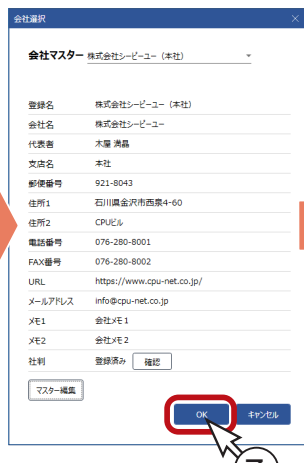 会社選択
会社マスター 株式会社シーピーユー（本社）
登録名 株式会社シーピーユー（本社）
会社名 株式会社シーピーユー
代表者 木屋 満晶
支店名 本社
郵便番号 921-8043
住所1 石川県金沢市西泉4-60
住所2 CPUビル
電話番号 076-280-8001
FAX番号 076-280-8002
URL https://www.cpu-net.co.jp/
メールアドレス info@cpu-net.co.jp
メモ1 会社メモ1
メモ2 会社メモ2
社判 登録済み 確認
マスター編集
OK キャンセル